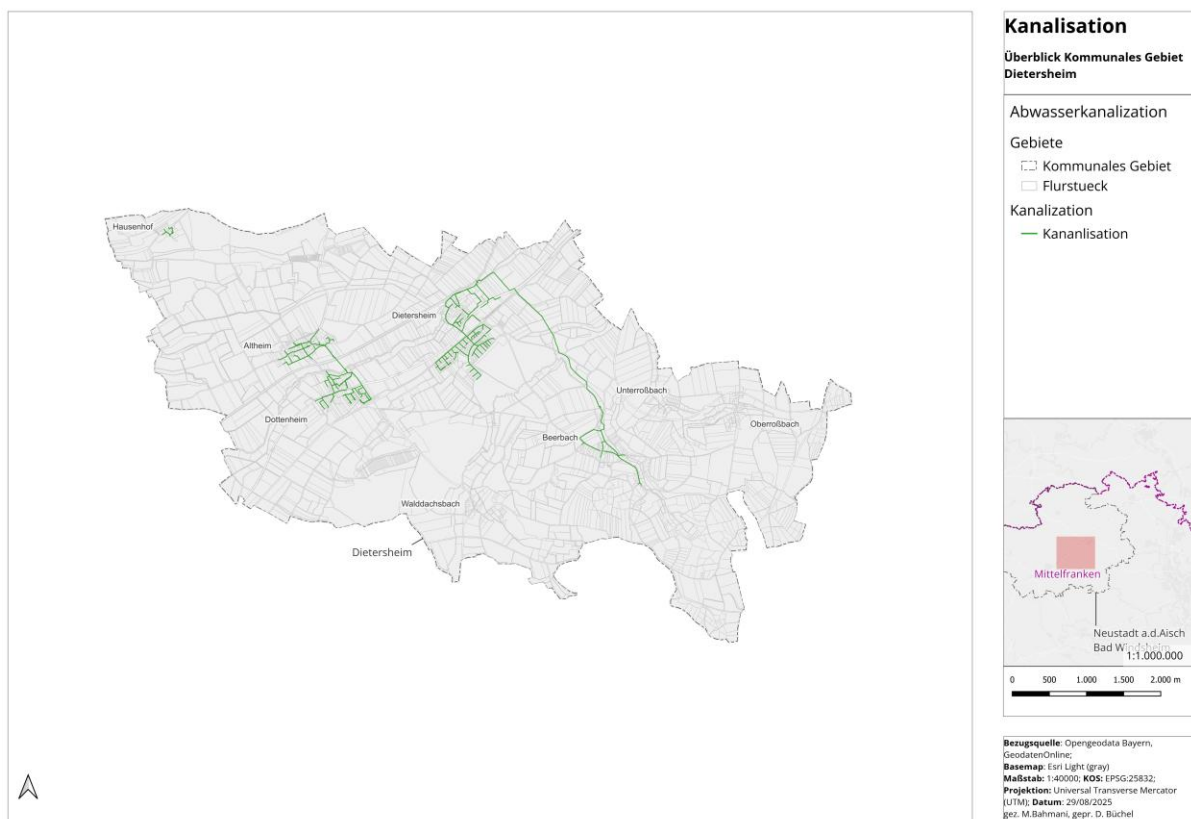 Kanalisation
Überblick Kommunales Gebiet
Dietersheim
Abwasserkanalization
Gebiete
Kommunales Gebiet
Flurstueck
Kanalization
Kananlisation
Hausenhof
Dietersheim
Altheim
Unterroßbach
Dottenheim
Oberroßbach
Beerbach
Walddachsbach
Dietersheim
Mittelfranken
Neustadt a.d.Aisch
Bad Windsheim
1:1.000.000
0 500 1.000 1.500 2.000 m
Bezugsquelle: Opengeodata Bayern,
GeodatenOnline;
Basemap: Esri Light (gray)
Maßstab: 1:40000; KOS: EPSG:25832;
Projektion: Universal Transverse Mercator
(UTM); Datum: 29/08/2025
gez. M.Bahmani, gepr. D. Büchel